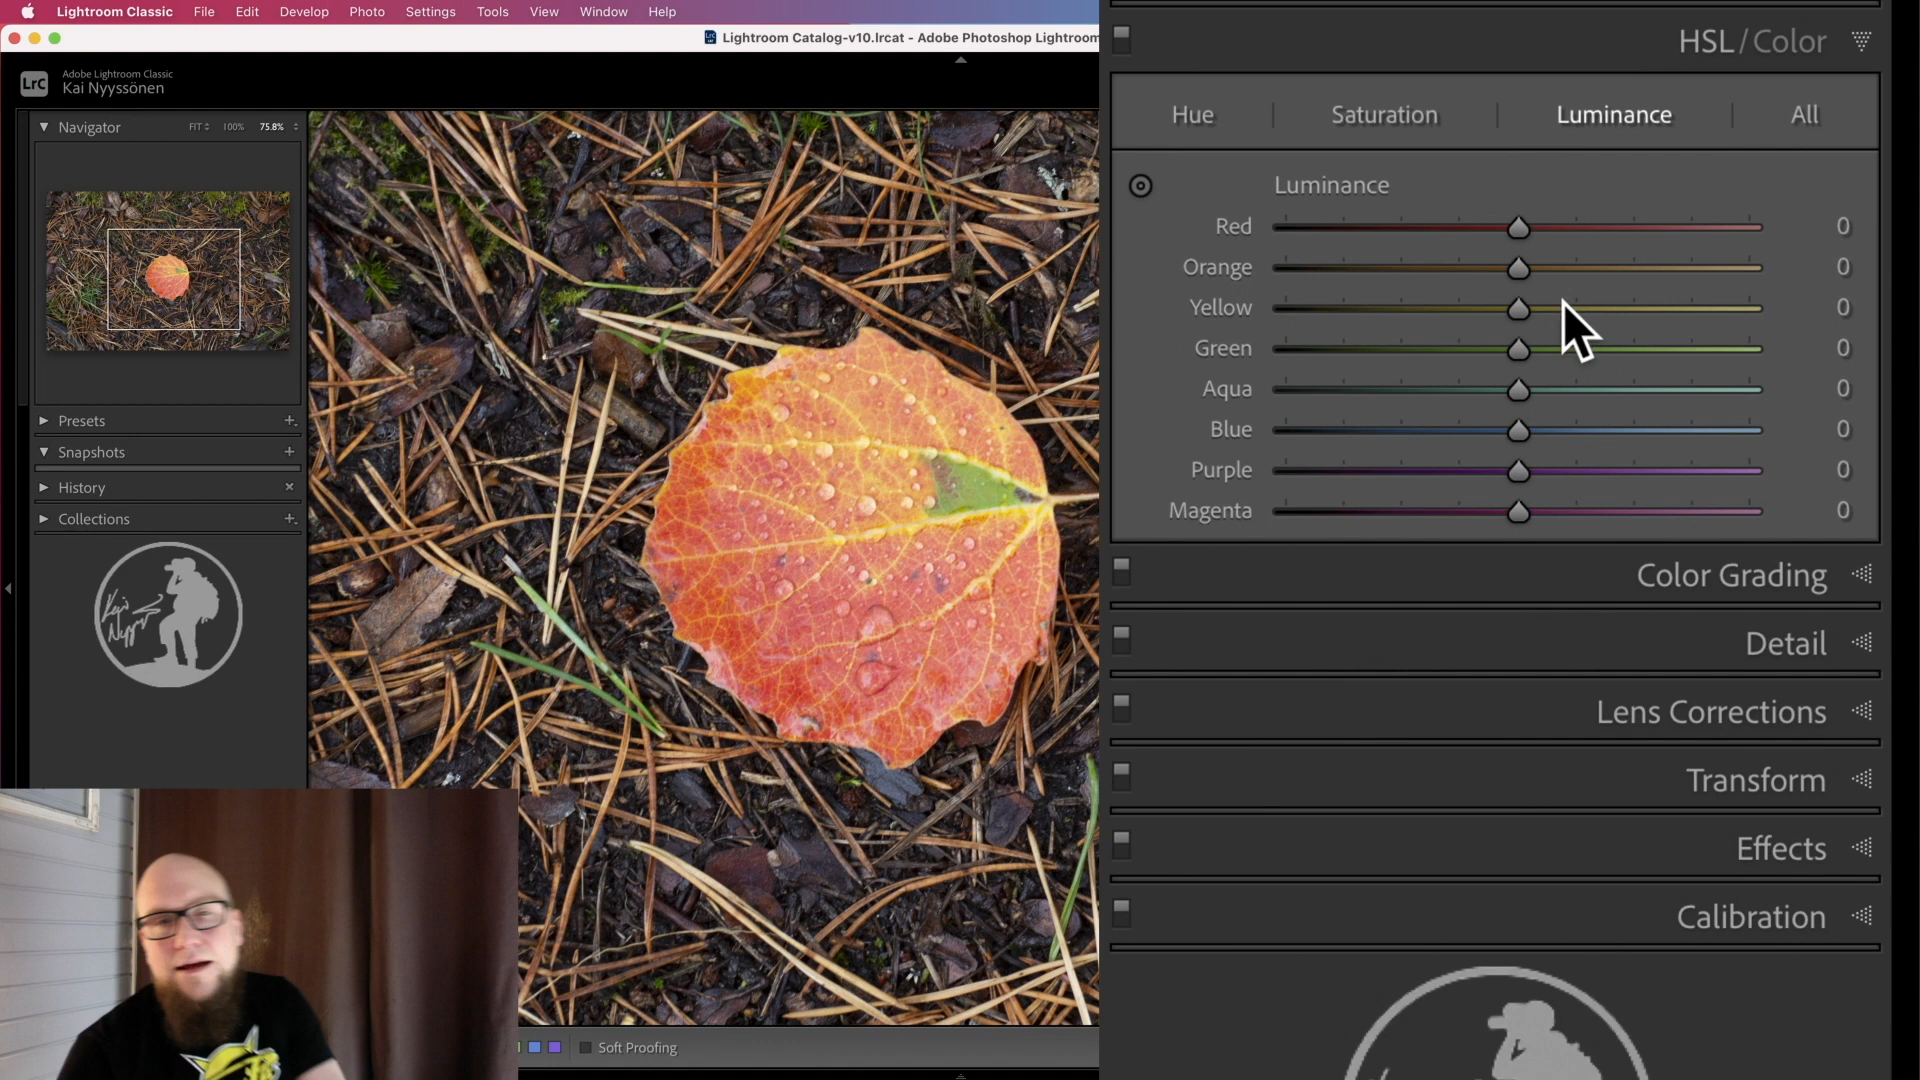 Lightroom Classic File Edit Develop Photo Settings Tools View Window Help
Lightroom Catalog-v10.lrcat - Adobe Photoshop Lightroom
LrC
Adobe Lightroom Classic
Kai Nyyssönen
Navigator FIT 100% 75.8%
Presets
Snapshots
History
Collections
Soft Proofing
HSL / Color
Hue Saturation Luminance All
Luminance
Red 0
Orange 0
Yellow 0
Green 0
Aqua 0
Blue 0
Purple 0
Magenta 0
Color Grading
Detail
Lens Corrections
Transform
Effects
Calibration